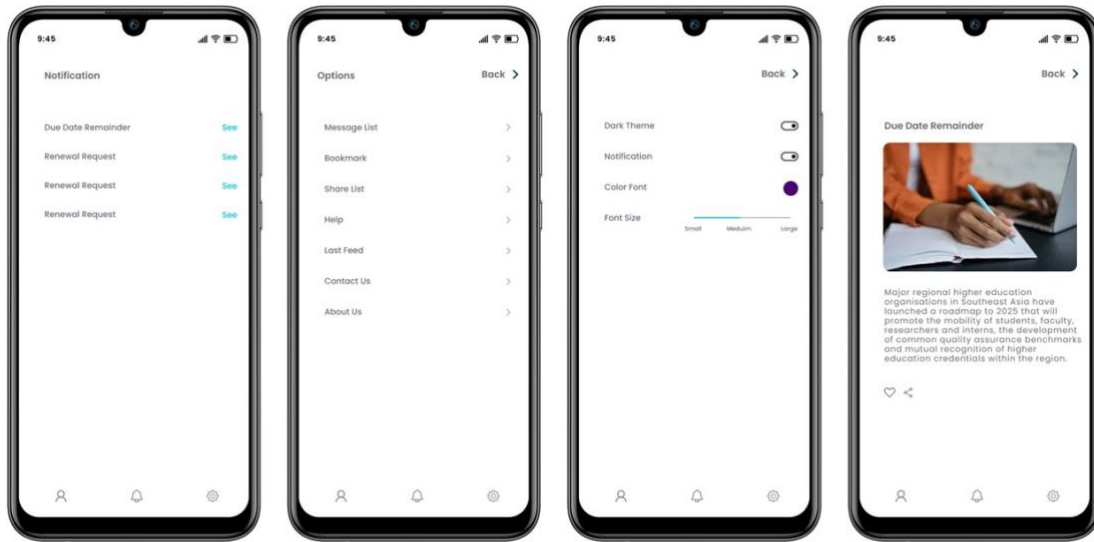 9:45
Notification
Due Date Remainder See
Renewal Request See
Renewal Request See
Renewal Request See
9:45
Options Back
Message List
Bookmark
Share List
Help
Last Feed
Contact Us
About Us
9:45
Back
Dark Theme
Notification
Color Font
Font Size
Small Meduim Large
9:45
Back
Due Date Remainder
Major regional higher education
organisations in Southeast Asia have
launched a roadmap to 2025 that will
promote the mobility of students, faculty,
researchers and interns, the development
of common quality assurance benchmarks
and mutual recognition of higher
education credentials within the region.